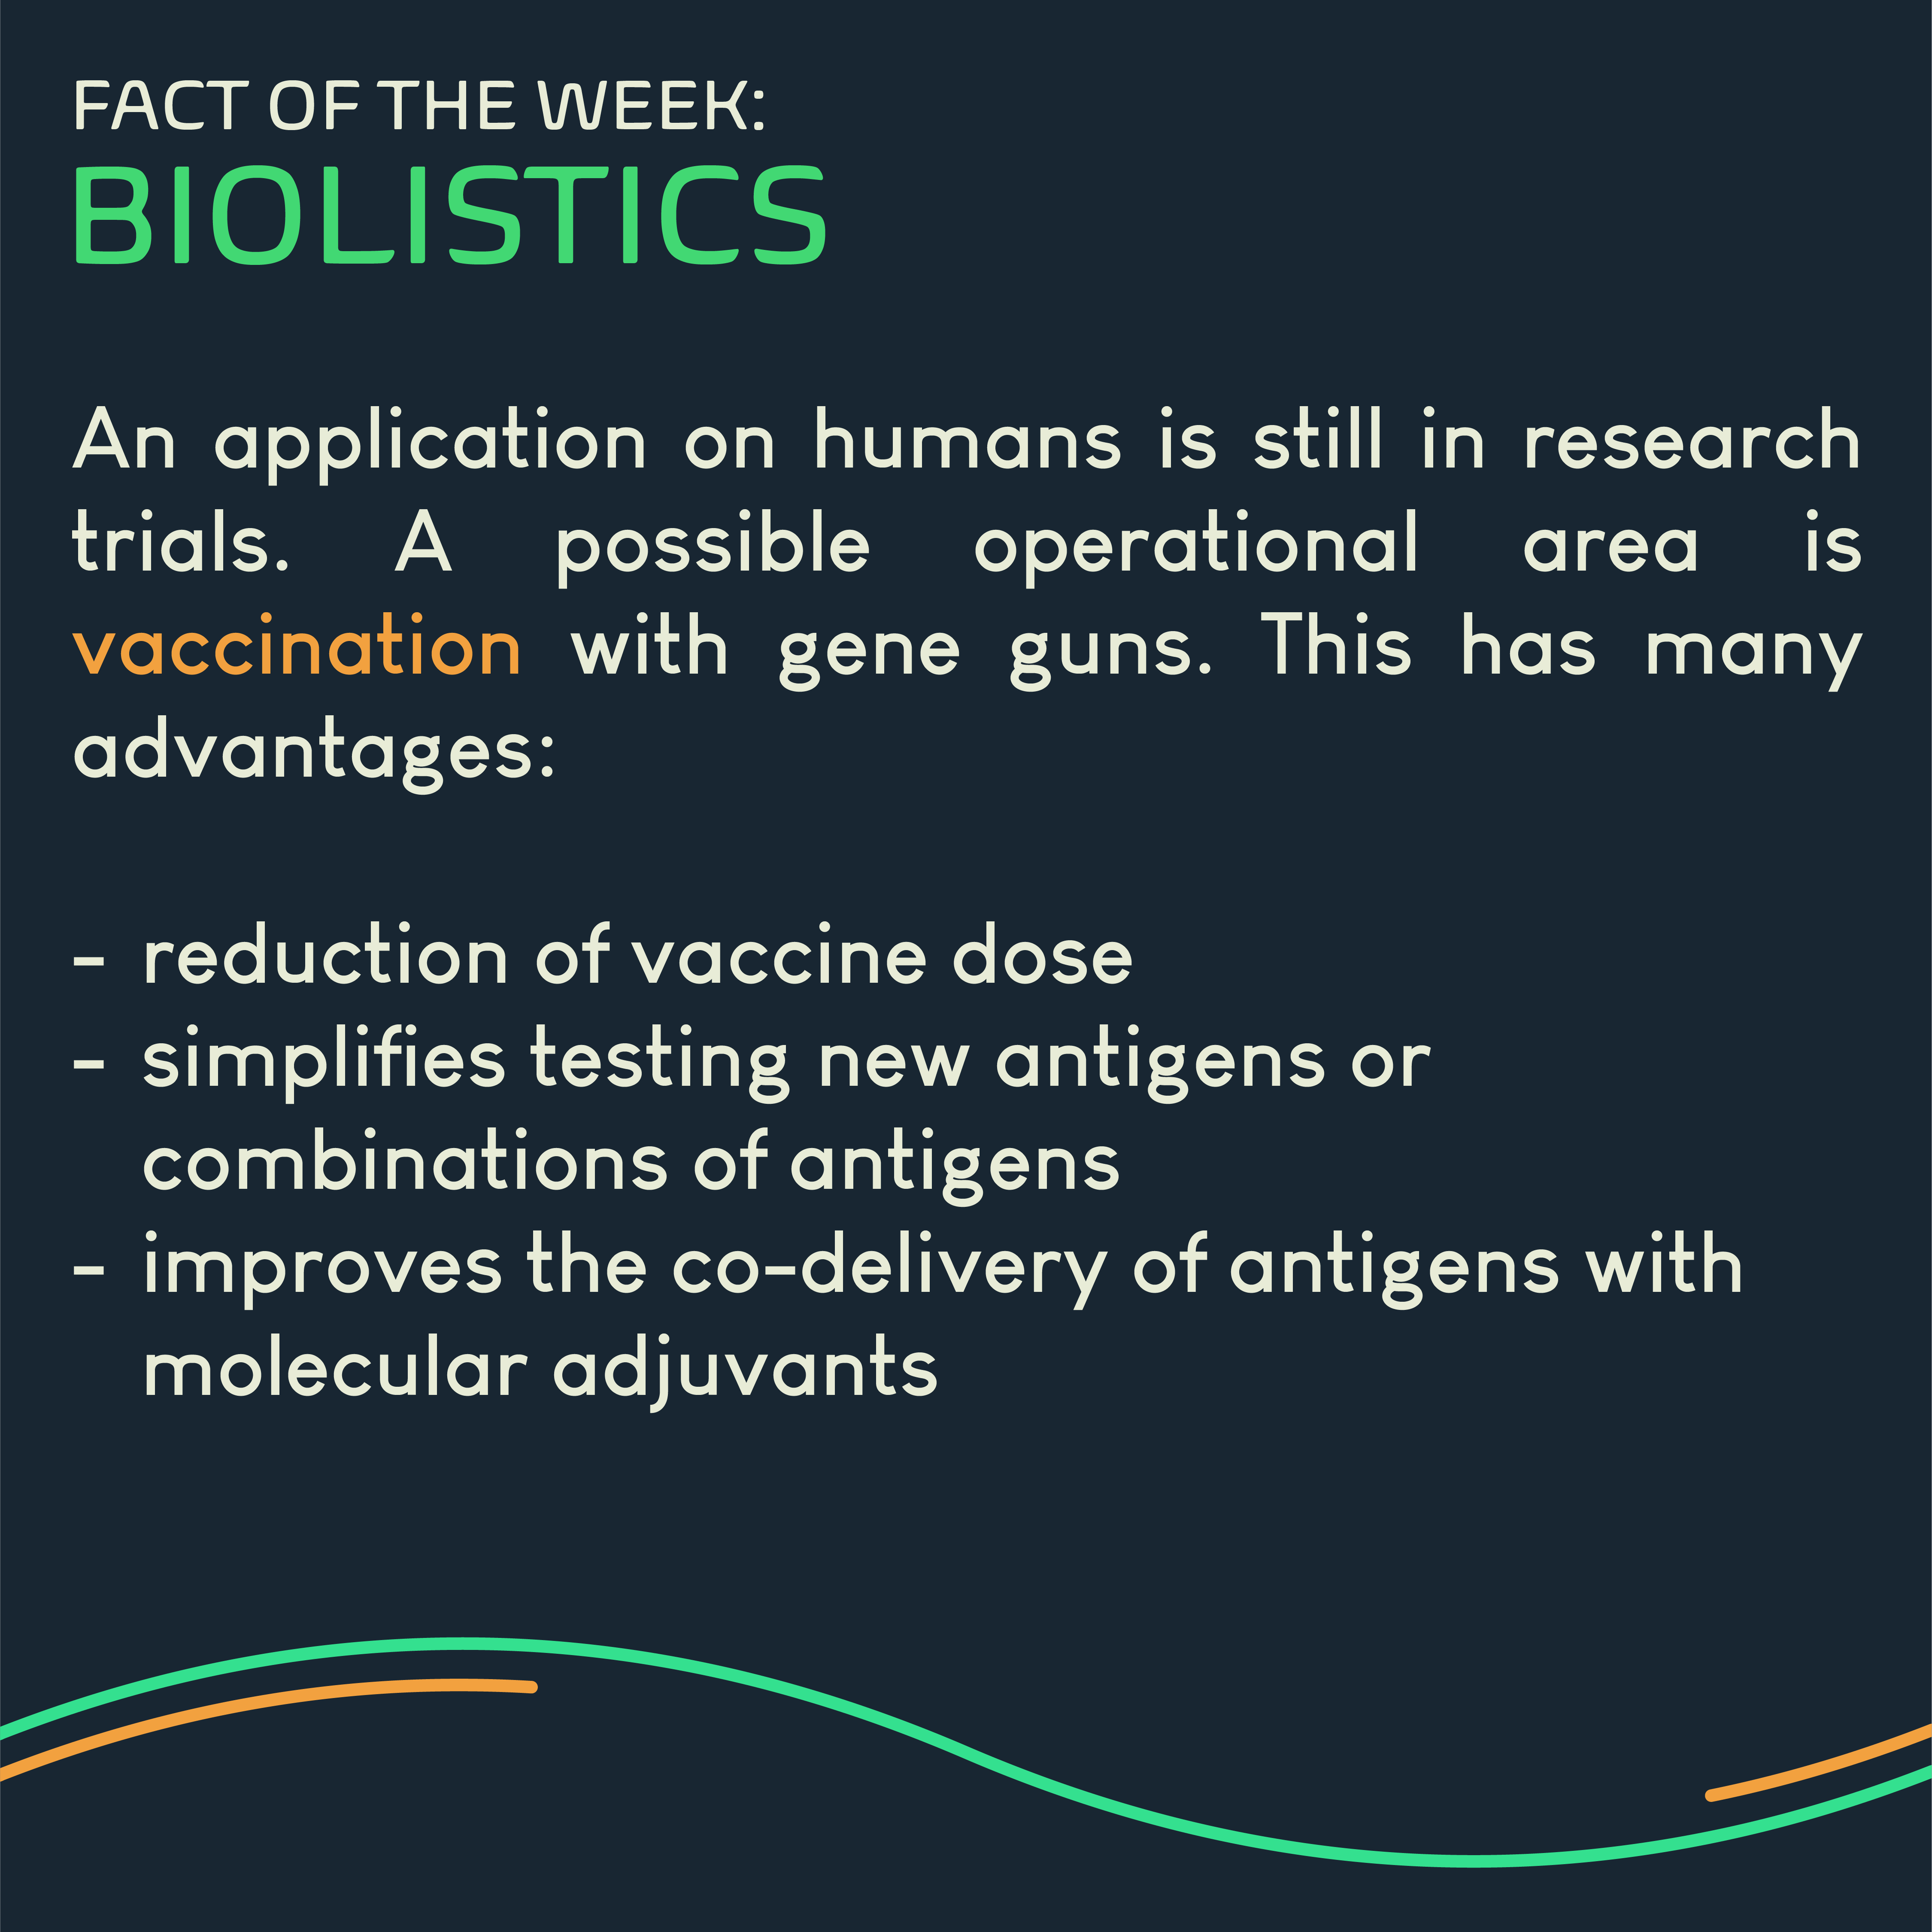 FACT OF THE WEEK:
BIOLISTICS
An application on humans is still in research
trials. A possible operational area is
vaccination with gene guns. This has many
advantages:
- reduction of vaccine dose
- simplifies testing new antigens or
combinations of antigens
- improves the co-delivery of antigens with
molecular adjuvants